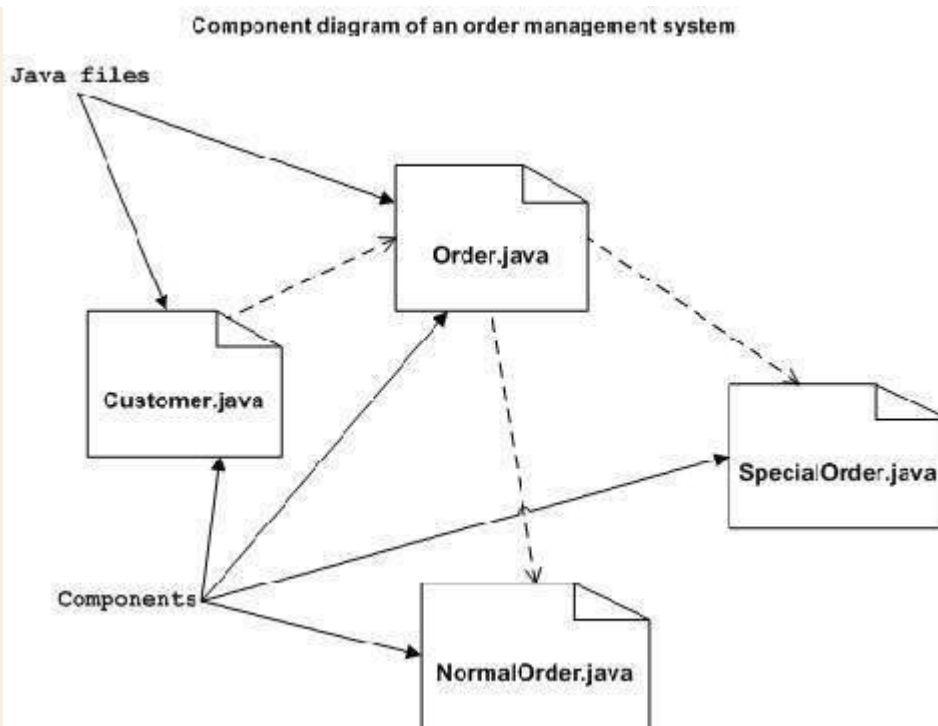 Component diagram of an order management system
Java files
Order.java
Customer.java
SpecialOrder.java
Components
NormalOrder.java